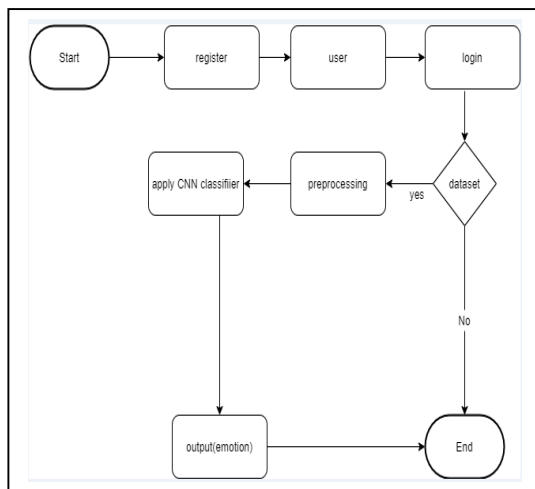 Start
register
user
login
dataset
yes
preprocessing
apply CNN classifiier
No
output(emotion)
End